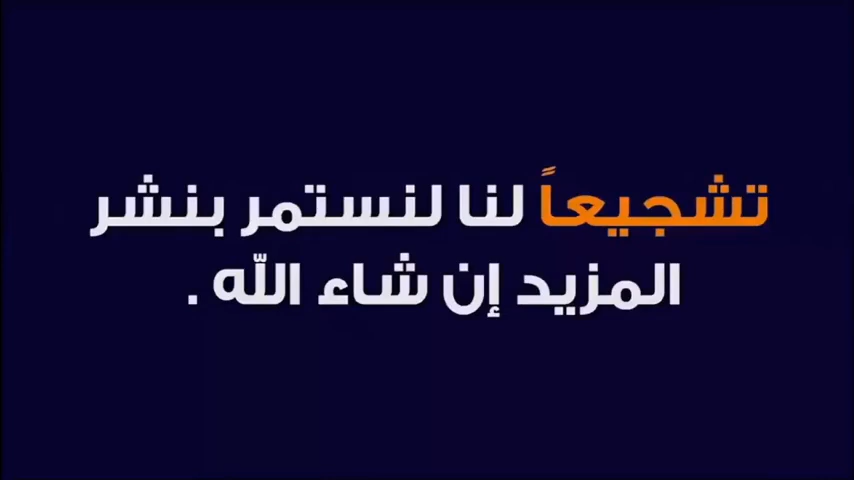 تشجيعاً لنا لنستمر بنشر
المزيد إن شاء الله .